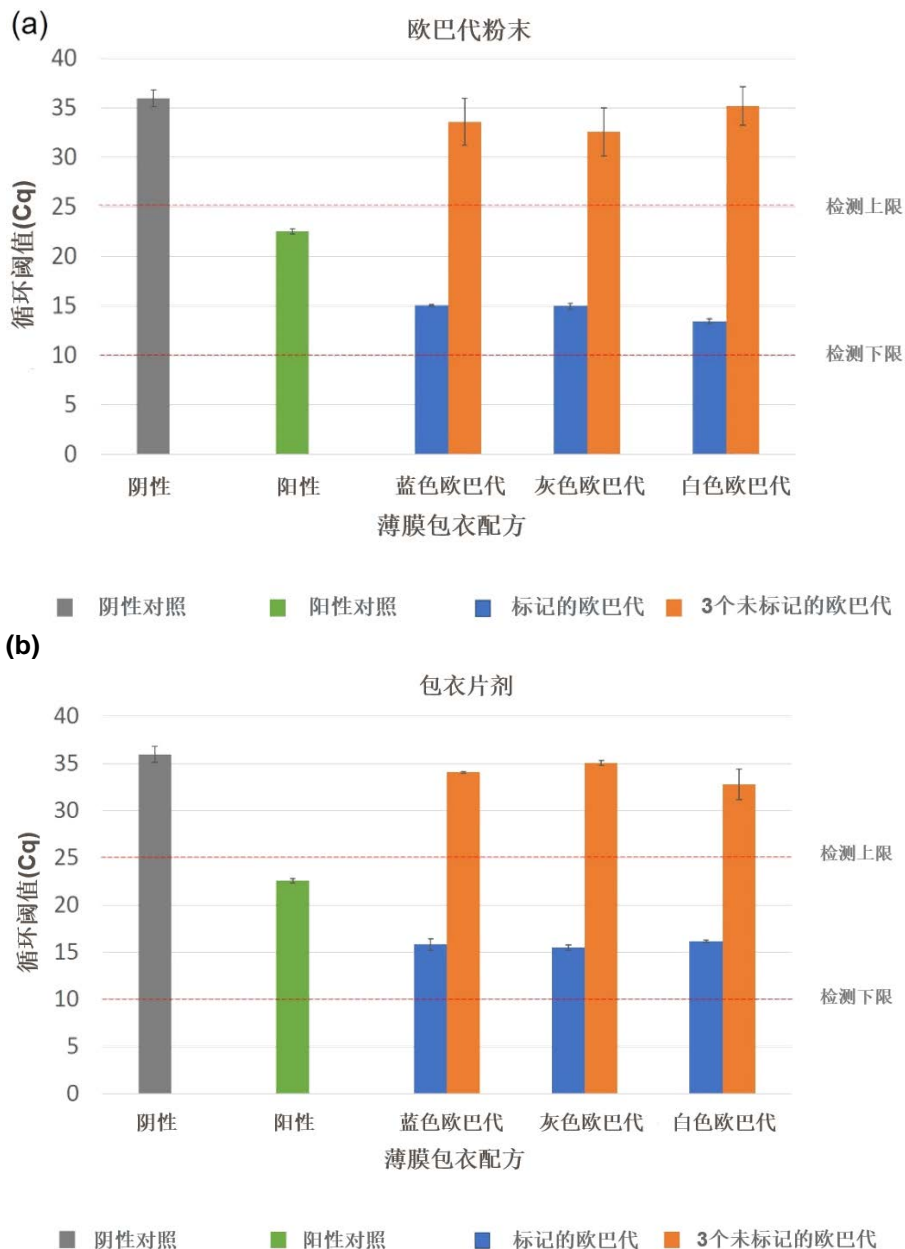 (a)
欧巴代粉末
40
35
30
25
20
15
10
5
0
循环阈值(Cq)
检测上限
检测下限
阴性 阳性 蓝色欧巴代 灰色欧巴代 白色欧巴代
薄膜包衣配方
阴性对照 阳性对照 标记的欧巴代 3个未标记的欧巴代
(b)
包衣片剂
40
35
30
25
20
15
10
5
0
循环阈值(Cq)
检测上限
检测下限
阴性 阳性 蓝色欧巴代 灰色欧巴代 白色欧巴代
薄膜包衣配方
阴性对照 阳性对照 标记的欧巴代 3个未标记的欧巴代